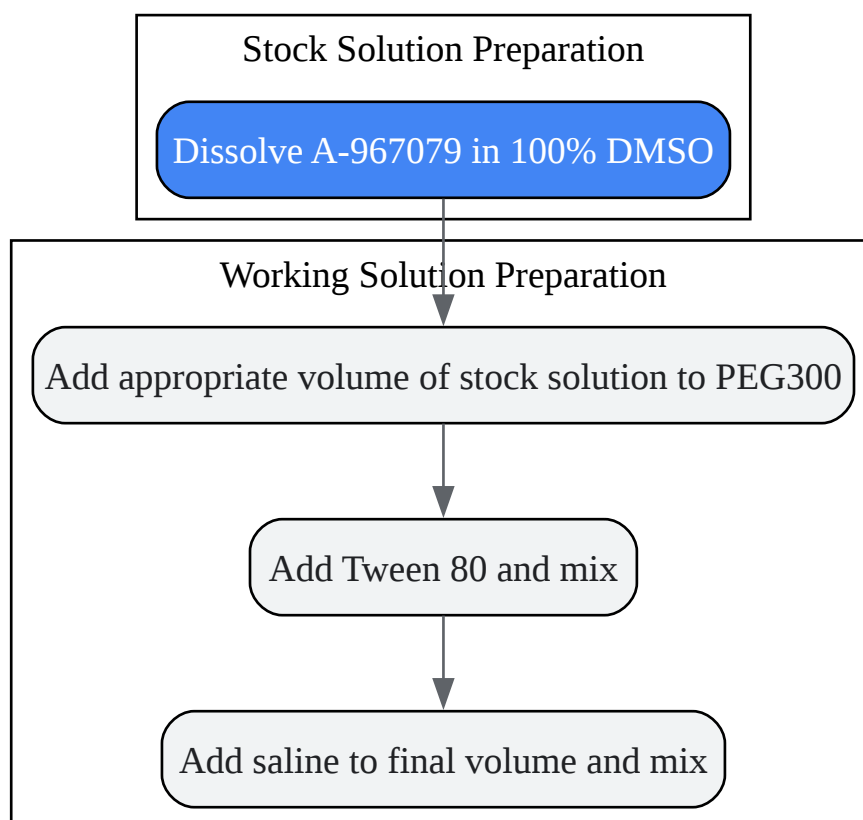 Stock Solution Preparation
Dissolve A-967079 in 100% DMSO
Working Solution Preparation
Add appropriate volume of stock solution to PEG300
Add Tween 80 and mix
Add saline to final volume and mix